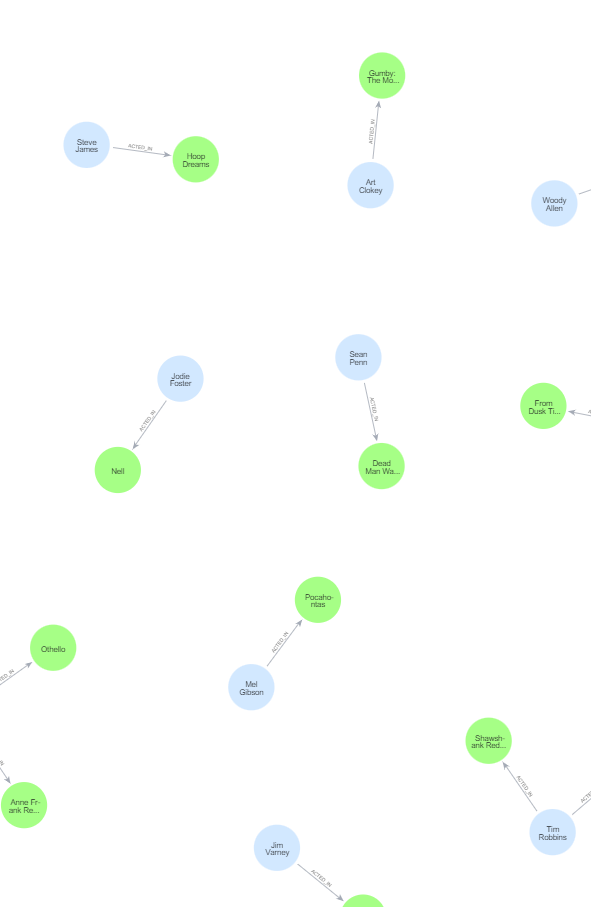 Gumby:
The Mo...
ACTED_IN
Art
Clokey
Steve
James
ACTED_IN
Hoop
Dreams
Woody
Allen
Jodie
Foster
ACTED_IN
Nell
Sean
Penn
ACTED_IN
Dead
Man Wa...
From
Dusk Ti...
Pocaho-
ntas
ACTED_IN
Mel
Gibson
Othello
Anne Fr-
ank Re...
Shawsh-
ank Red...
ACTED_IN
Tim
Robbins
Jim
Varney
ACTED_IN